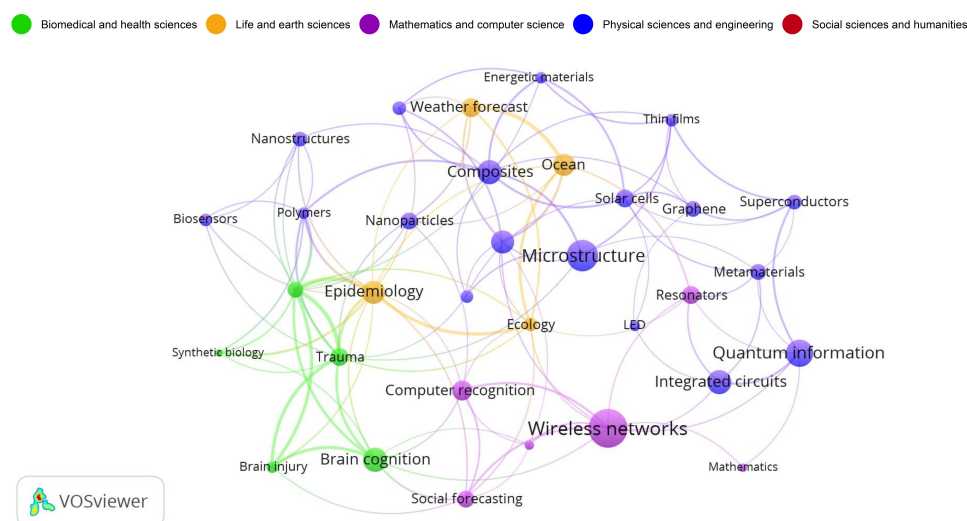 Biomedical and health sciences
Life and earth sciences
Mathematics and computer science
Physical sciences and engineering
Social sciences and humanities
Energetic materials
Weather forecast
Thin films
Nanostructures
Composites
Ocean
Solar cells
Graphene
Superconductors
Biosensors
Polymers
Nanoparticles
Microstructure
Metamaterials
Epidemiology
Resonators
Ecology
LED
Synthetic biology
Trauma
Quantum information
Computer recognition
Integrated circuits
Wireless networks
Brain injury
Brain cognition
Mathematics
Social forecasting
VOSviewer